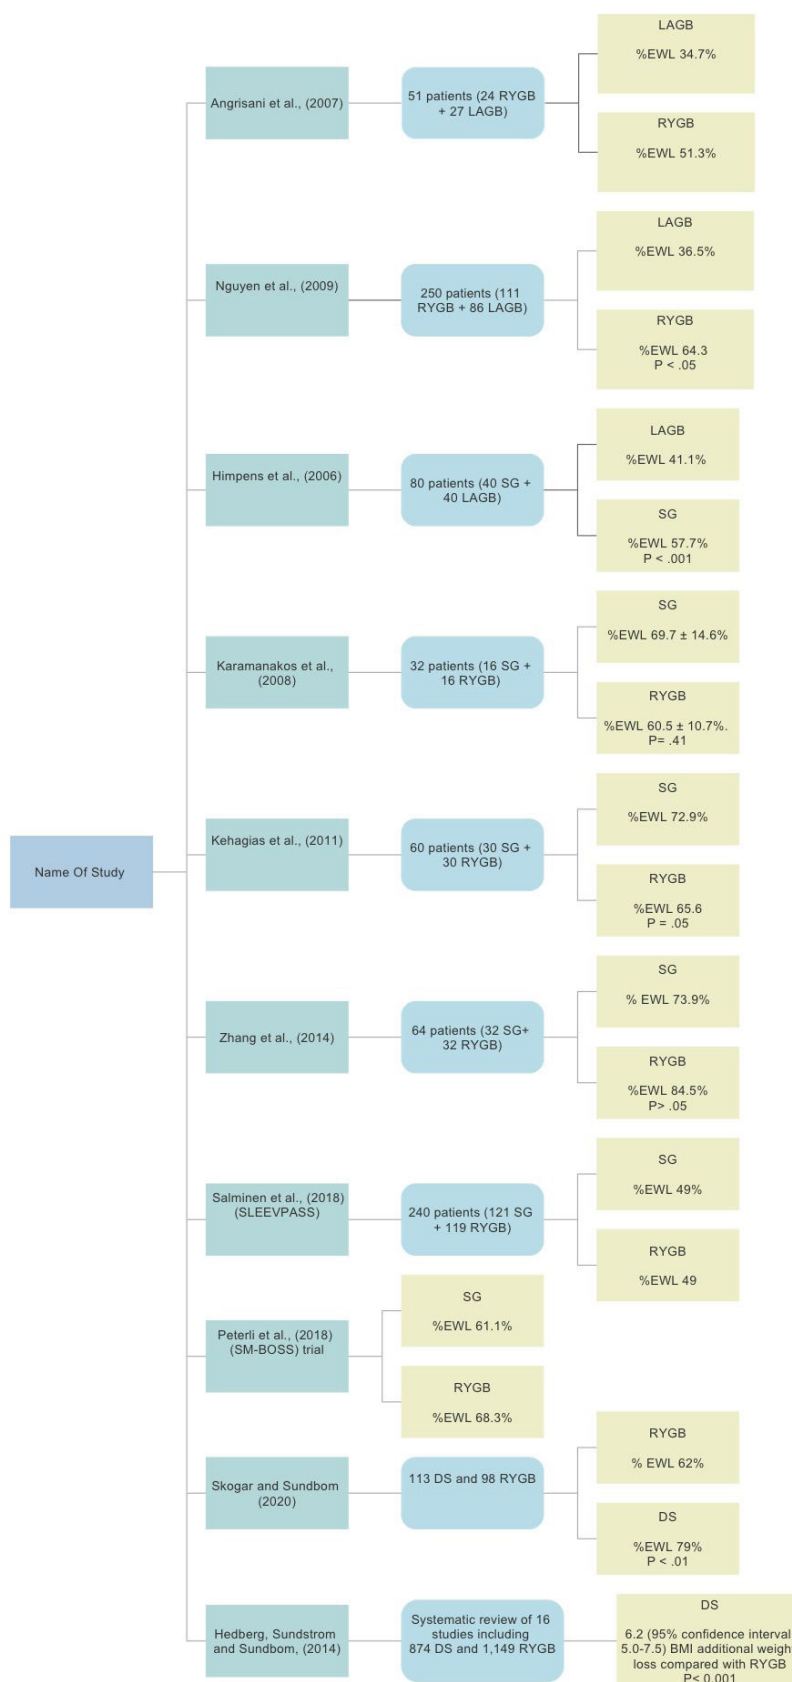 Name Of Study
Angrisani et al., (2007)
51 patients (24 RYGB
+ 27 LAGB)
LAGB
%EWL 34.7%
RYGB
%EWL 51.3%
Nguyen et al., (2009)
250 patients (111
RYGB + 86 LAGB)
LAGB
%EWL 36.5%
RYGB
%EWL 64.3
P < .05
Himpens et al., (2006)
80 patients (40 SG +
40 LAGB)
LAGB
%EWL 41.1%
SG
%EWL 57.7%
P < .001
Karamanakos et al.,
(2008)
32 patients (16 SG +
16 RYGB)
SG
%EWL 69.7 ± 14.6%
RYGB
%EWL 60.5 ± 10.7%.
P= .41
Kehagias et al., (2011)
60 patients (30 SG +
30 RYGB)
SG
%EWL 72.9%
RYGB
%EWL 65.6
P = .05
Zhang et al., (2014)
64 patients (32 SG+
32 RYGB)
SG
% EWL 73.9%
RYGB
%EWL 84.5%
P> .05
Salminen et al., (2018)
(SLEEVPASS)
240 patients (121 SG
+ 119 RYGB)
SG
%EWL 49%
RYGB
%EWL 49
Peterli et al., (2018)
(SM-BOSS) trial
SG
%EWL 61.1%
RYGB
%EWL 68.3%
Skogar and Sundbom
(2020)
113 DS and 98 RYGB
RYGB
% EWL 62%
DS
%EWL 79%
P < .01
Hedberg, Sundstrom
and Sundbom, (2014)
Systematic review of 16
studies including
874 DS and 1,149 RYGB
DS
6.2 (95% confidence interval
5.0-7.5) BMI additional weigh
loss compared with RYGB
P< 0.001